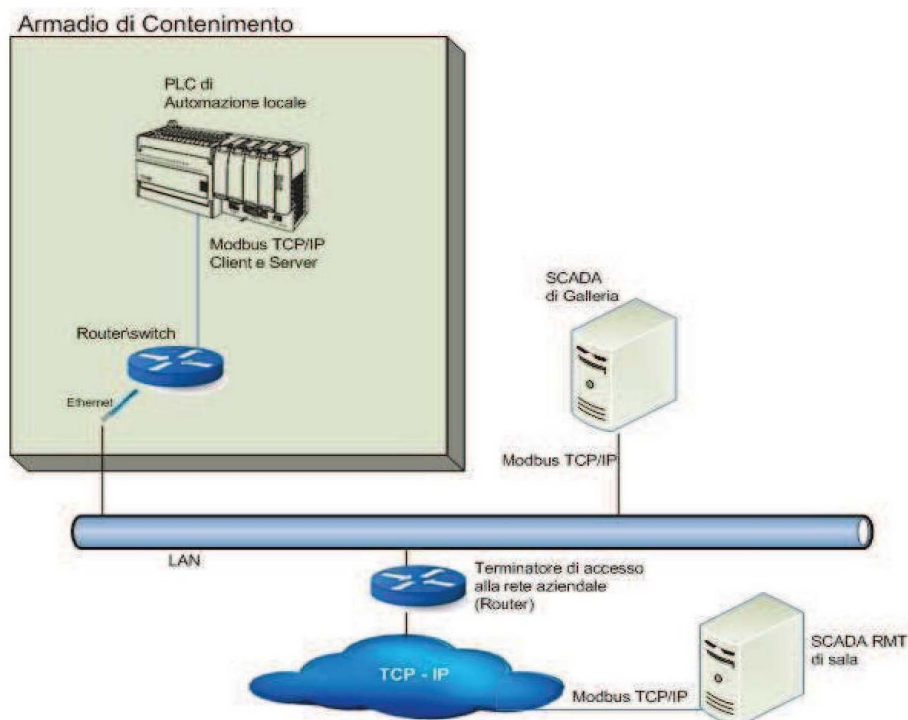 Armadio di Contenimento
PLC di
Automazione locale
Modbus TCP/IP
Client e Server
Router\switch
Ethernet
SCADA
di Galleria
Modbus TCP/IP
LAN
Terminatore di accesso
alla rete aziendale
(Router)
TCP - IP
SCADA RMT
di sala
Modbus TCP/IP